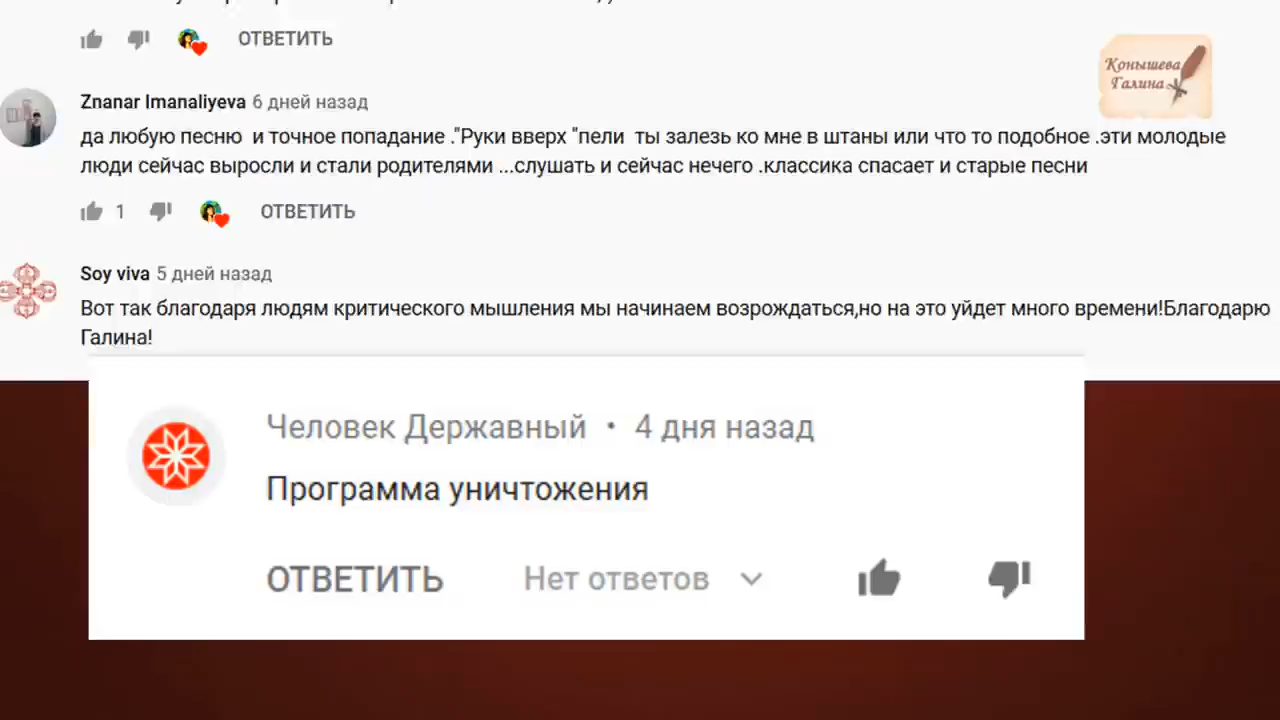 ОТВЕТИТЬ
Конышева
Галина
Znanar Imanaliyeva 6 дней назад
да любую песню и точное попадание ."Руки вверх "пели ты залезь ко мне в штаны или что то подобное .эти молодые
люди сейчас выросли и стали родителями ...слушать и сейчас нечего .классика спасает и старые песни
1 ОТВЕТИТЬ
Soy viva 5 дней назад
Вот так благодаря людям критического мышления мы начинаем возрождаться,но на это уйдет много времени!Благодарю
Галина!
Человек Державный • 4 дня назад
Программа уничтожения
ОТВЕТИТЬ Нет ответов